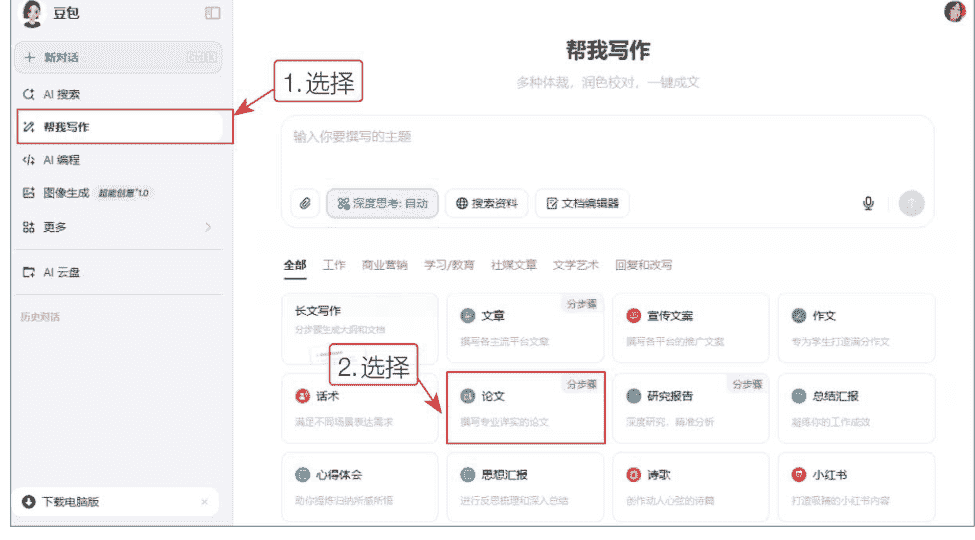 豆包
新对话
AI 搜索
帮我写作
AI 编程
图像生成 超能创意1.0
更多
AI 云盘
历史对话
下载电脑版
1.选择
帮我写作
多种体裁，润色校对，一键成文
输入你要撰写的主题
深度思考: 自动 搜索资料 文档编辑器
全部 工作 商业营销 学习/教育 社媒文章 文学艺术 回复和改写
长文写作
分步骤生成大纲和文档
文章 分步骤
撰写各主流平台文章
宣传文案
撰写各平台的推广文案
作文
专为学生打造满分作文
2.选择
话术
满足不同场景表达需求
论文 分步骤
撰写专业详实的论文
研究报告 分步骤
深度研究，精准分析
总结汇报
凝练你的工作成效
心得体会
助你提炼归纳所感所悟
思想汇报
进行反思梳理和深入总结
诗歌
创作动人心弦的诗篇
小红书
打造吸睛的小红书内容